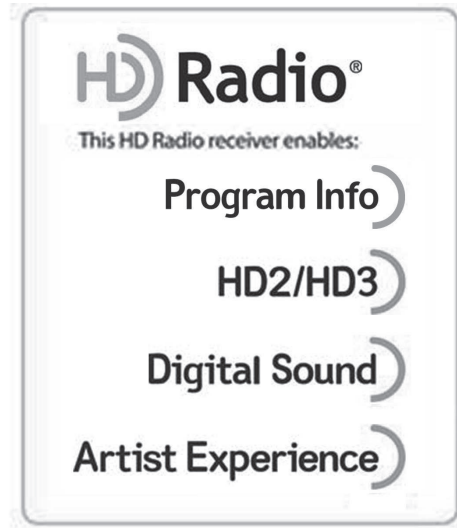 HD Radio®
This HD Radio receiver enables:
Program Info
HD2/HD3
Digital Sound
Artist Experience